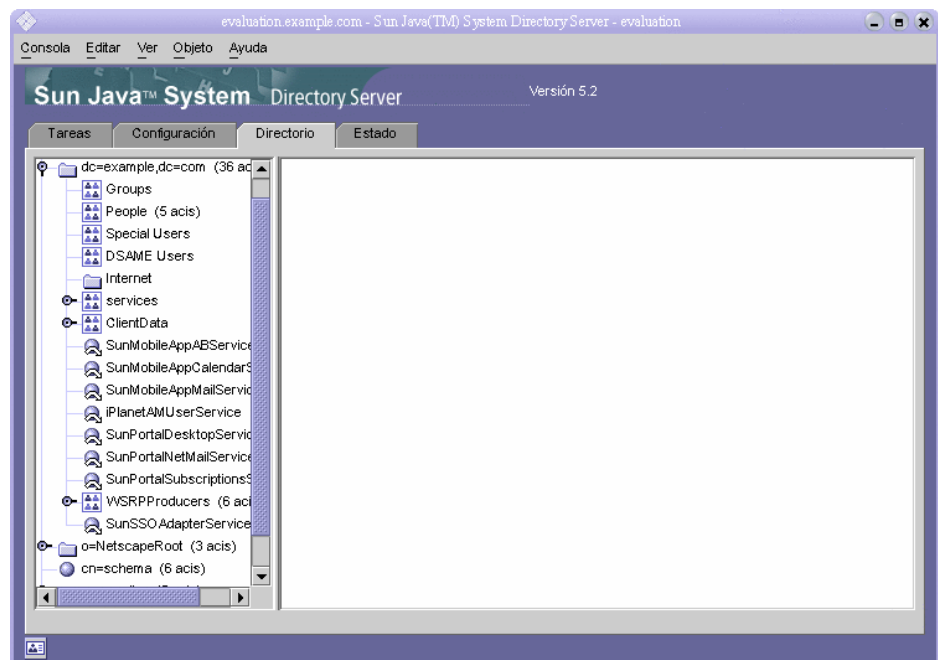 evaluation.example.com - Sun Java(TM) System Directory Server - evaluation
Consola Editar Ver Objeto Ayuda
Sun Java™ System Directory Server Versión 5.2
Tareas Configuración Directorio Estado
dc=example,dc=com (36 ac
Groups
People (5 acis)
Special Users
DSAME Users
Internet
services
ClientData
SunMobileAppABService
SunMobileAppCalendarS
SunMobileAppMailServic
iPlanetAMUserService
SunPortalDesktopServic
SunPortalNetMailService
SunPortalSubscriptionsS
WSRPProducers (6 aci
SunSSOAdapterService
o=NetscapeRoot (3 acis)
cn=schema (6 acis)